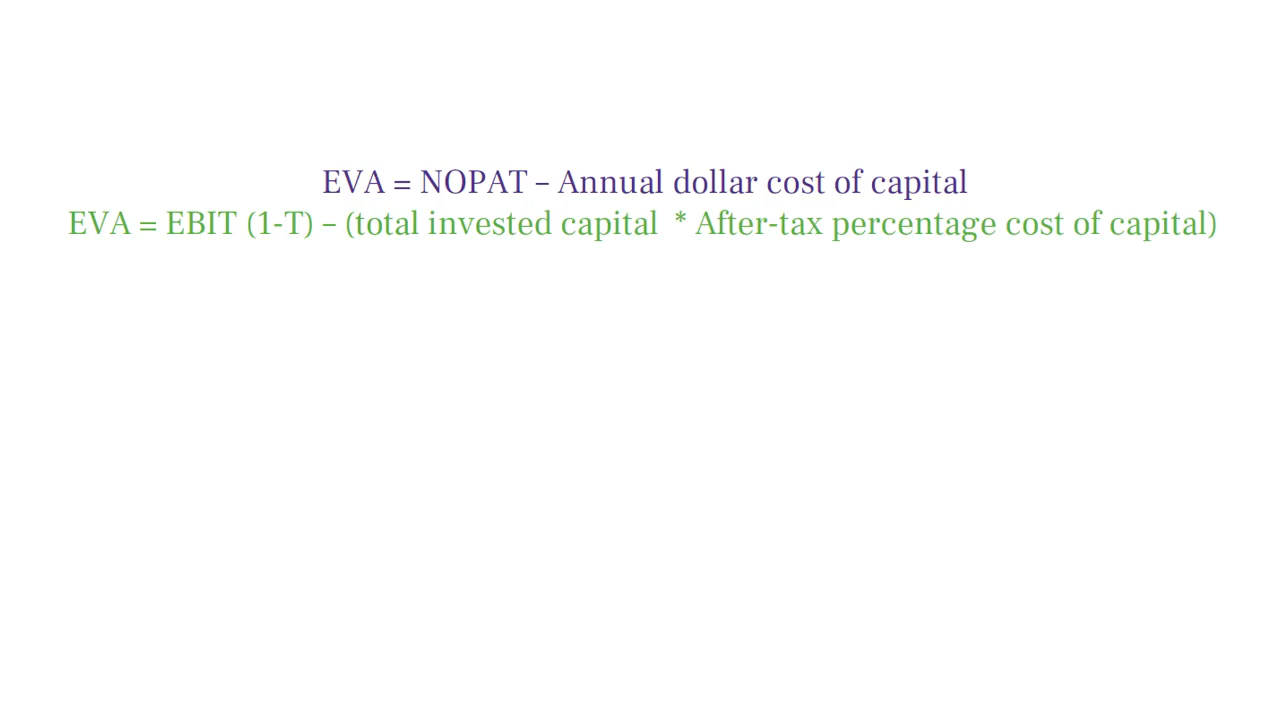 EVA = NOPAT – Annual dollar cost of capital
EVA = EBIT (1-T) – (total invested capital * After-tax percentage cost of capital)